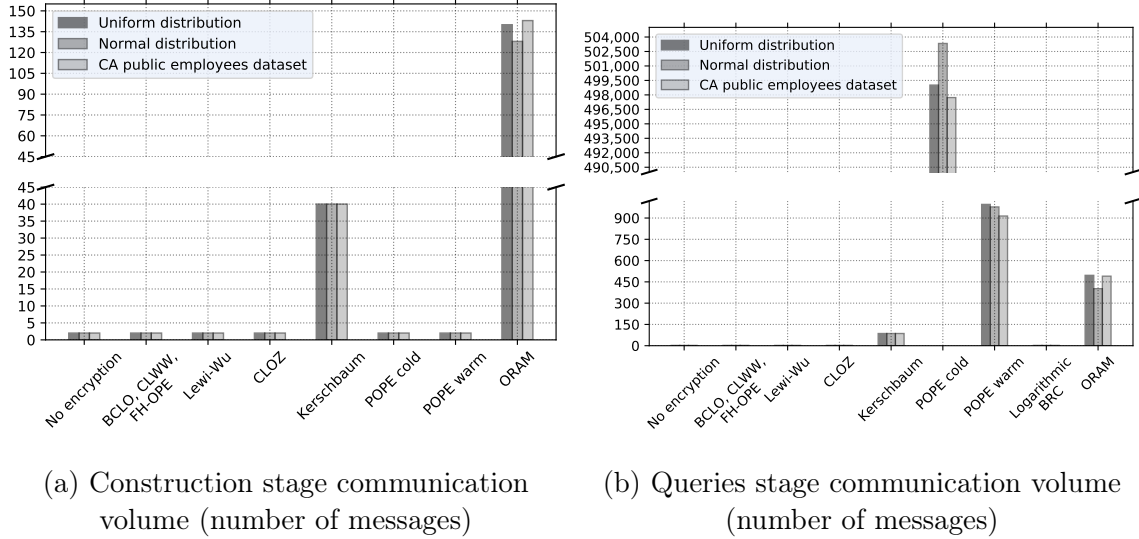 150
135
120
105
90
75
60
45
45
40
35
30
25
20
15
10
5
0
Uniform distribution
Normal distribution
CA public employees dataset
No encryption
BCLO, CLWW,
FH-OPE
Lewi-Wu
CLOZ
Kerschbaum
POPE cold
POPE warm
ORAM
504,000
502,500
501,000
499,500
498,000
496,500
495,000
493,500
492,000
490,500
900
750
600
450
300
150
0
Uniform distribution
Normal distribution
CA public employees dataset
No encryption
BCLO, CLWW,
FH-OPE
Lewi-Wu
CLOZ
Kerschbaum
POPE cold
POPE warm
Logarithmic
BRC
ORAM
(a) Construction stage communication
volume (number of messages)
(b) Queries stage communication volume
(number of messages)